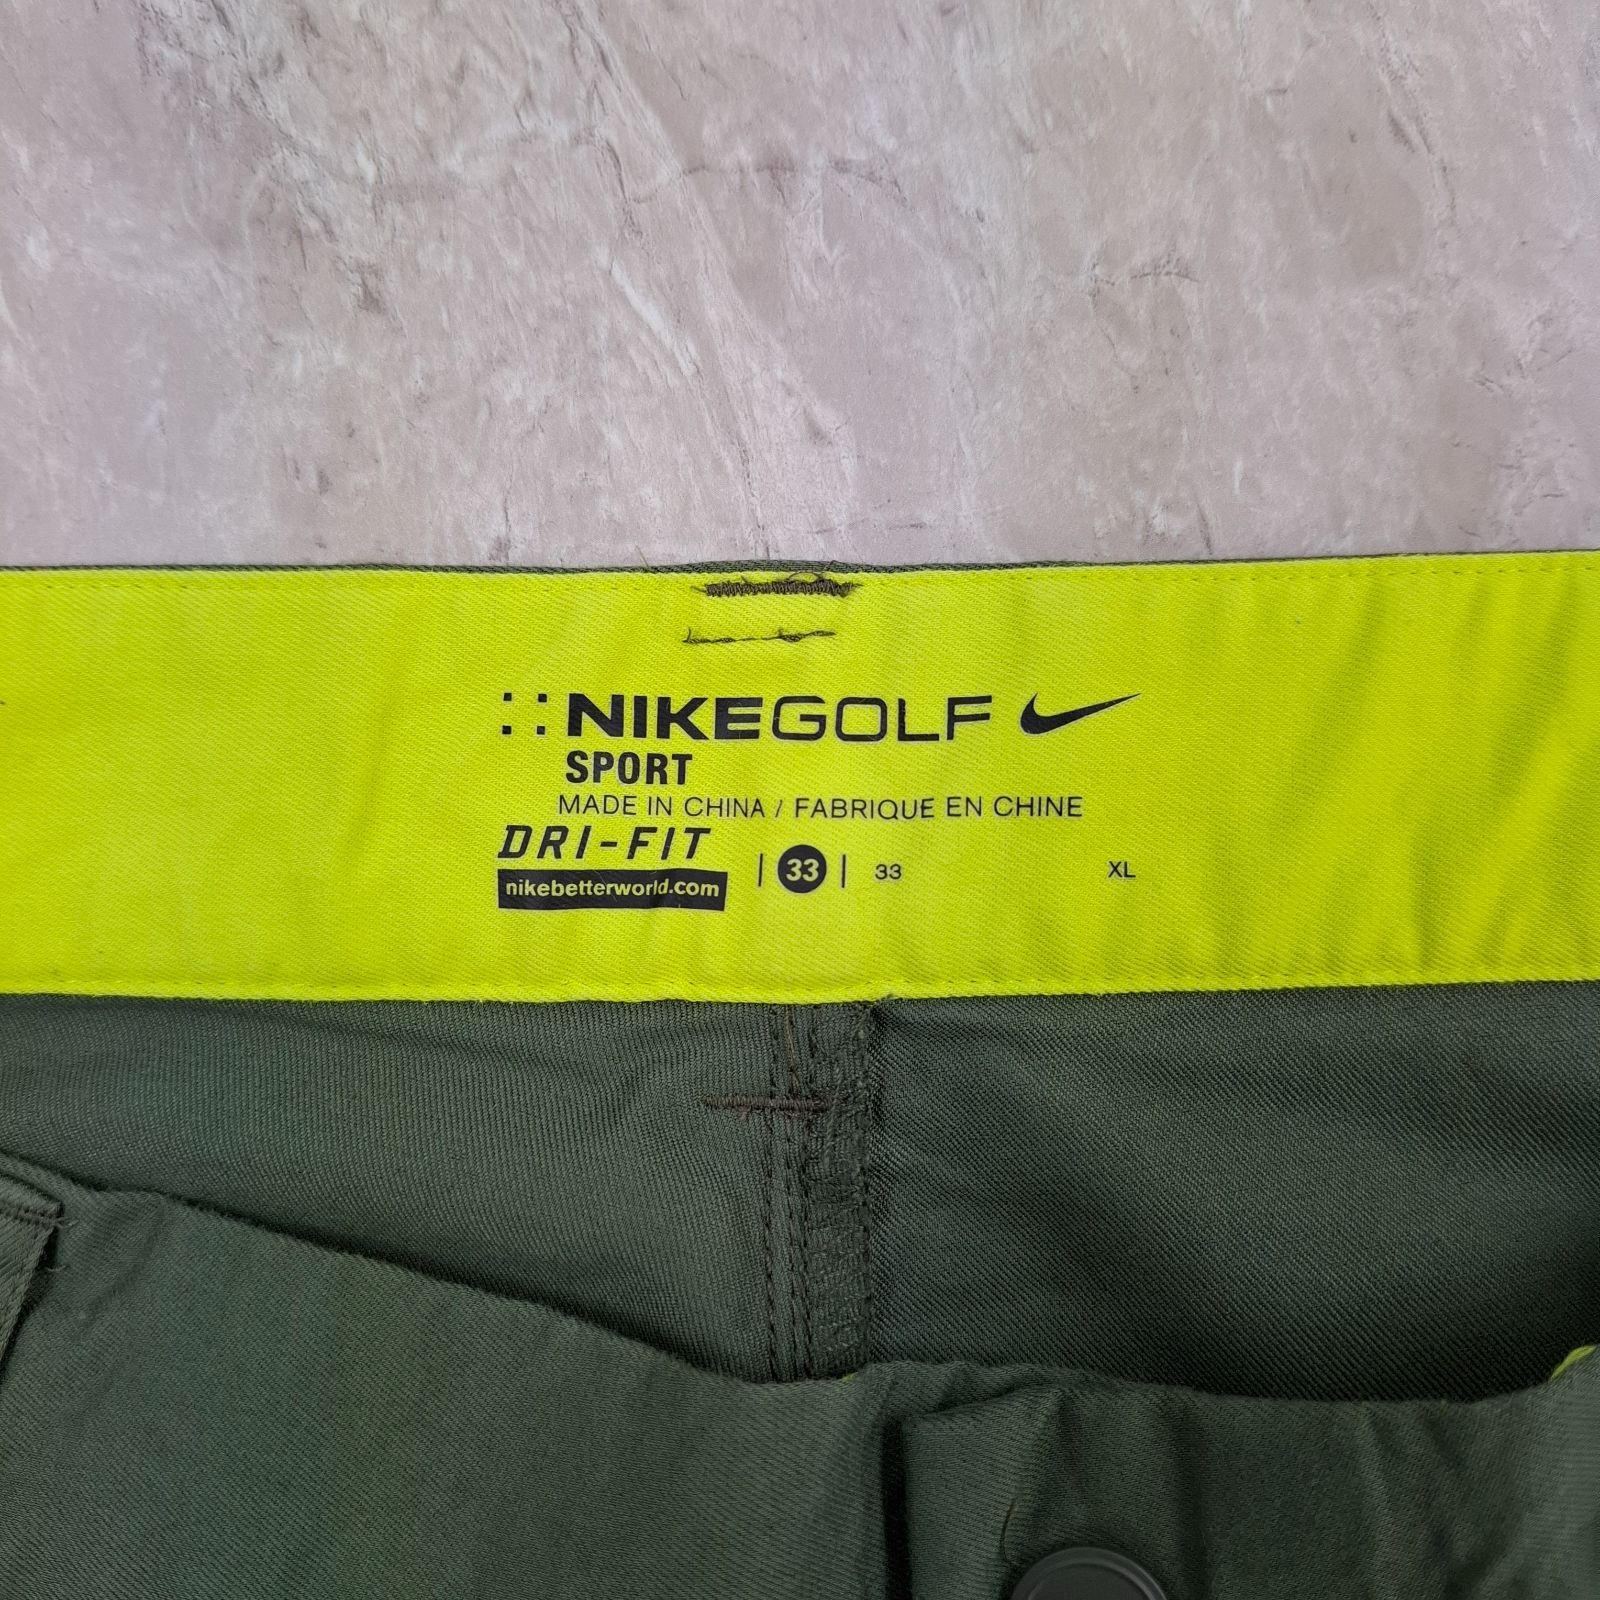 NIKEGOLF
SPORT
MADE IN CHINA / FABRIQUE EN CHINE
DRI-FIT
nikebetterworld.com
| 33 | 33 XL